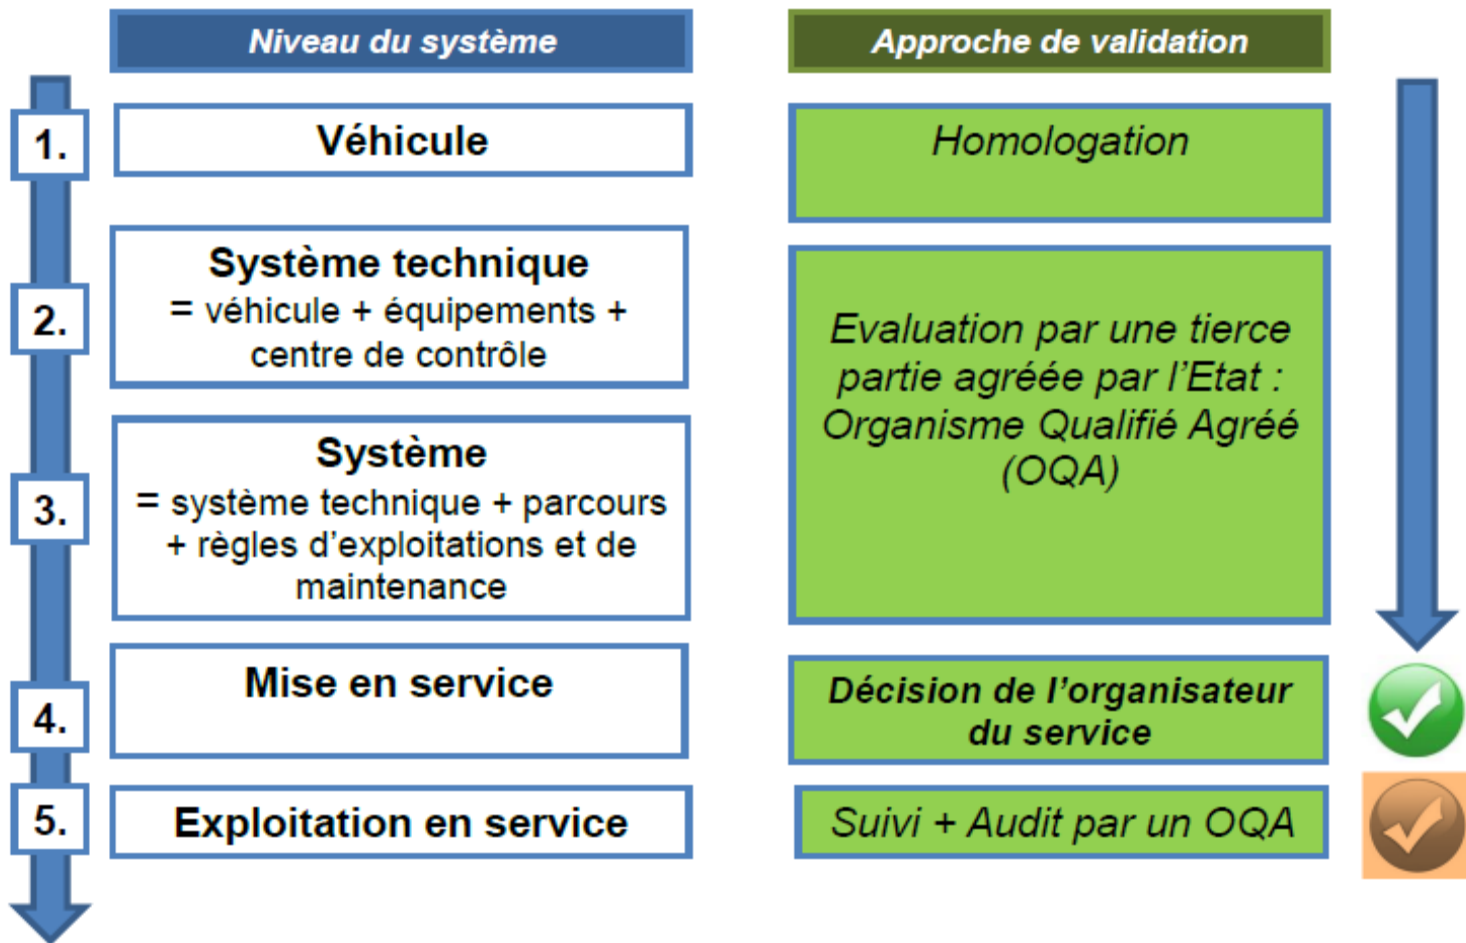 Niveau du système
Approche de validation
1.
Véhicule
Homologation
2.
Système technique
= véhicule + équipements +
centre de contrôle
Evaluation par une tierce
partie agréée par l'Etat :
Organisme Qualifié Agréé
(OQA)
3.
Système
= système technique + parcours
+ règles d'exploitations et de
maintenance
4.
Mise en service
Décision de l'organisateur
du service
5.
Exploitation en service
Suivi + Audit par un OQA